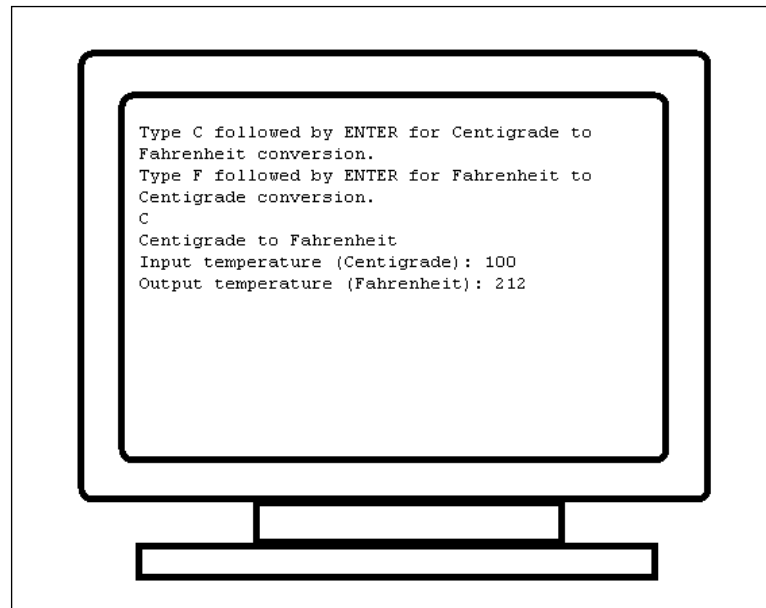 Type C followed by ENTER for Centigrade to
Fahrenheit conversion.
Type F followed by ENTER for Fahrenheit to
Centigrade conversion.
C
Centigrade to Fahrenheit
Input temperature (Centigrade): 100
Output temperature (Fahrenheit): 212